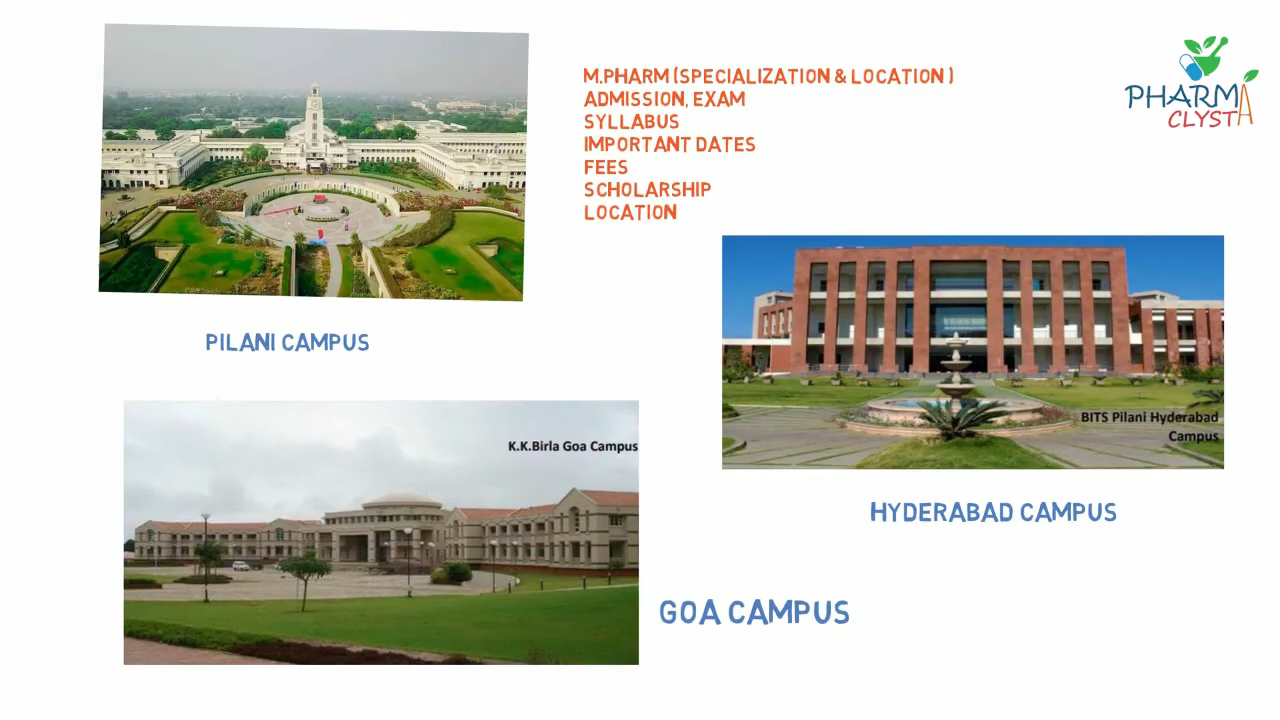 M.PHARM (SPECIALIZATION & LOCATION )
ADMISSION, EXAM
SYLLABUS
IMPORTANT DATES
FEES
SCHOLARSHIP
LOCATION
PHARMA
CLYSTA
PILANI CAMPUS
BITS Pilani Hyderabad
Campus
K.K.Birla Goa Campus
HYDERABAD CAMPUS
GOA CAMPUS